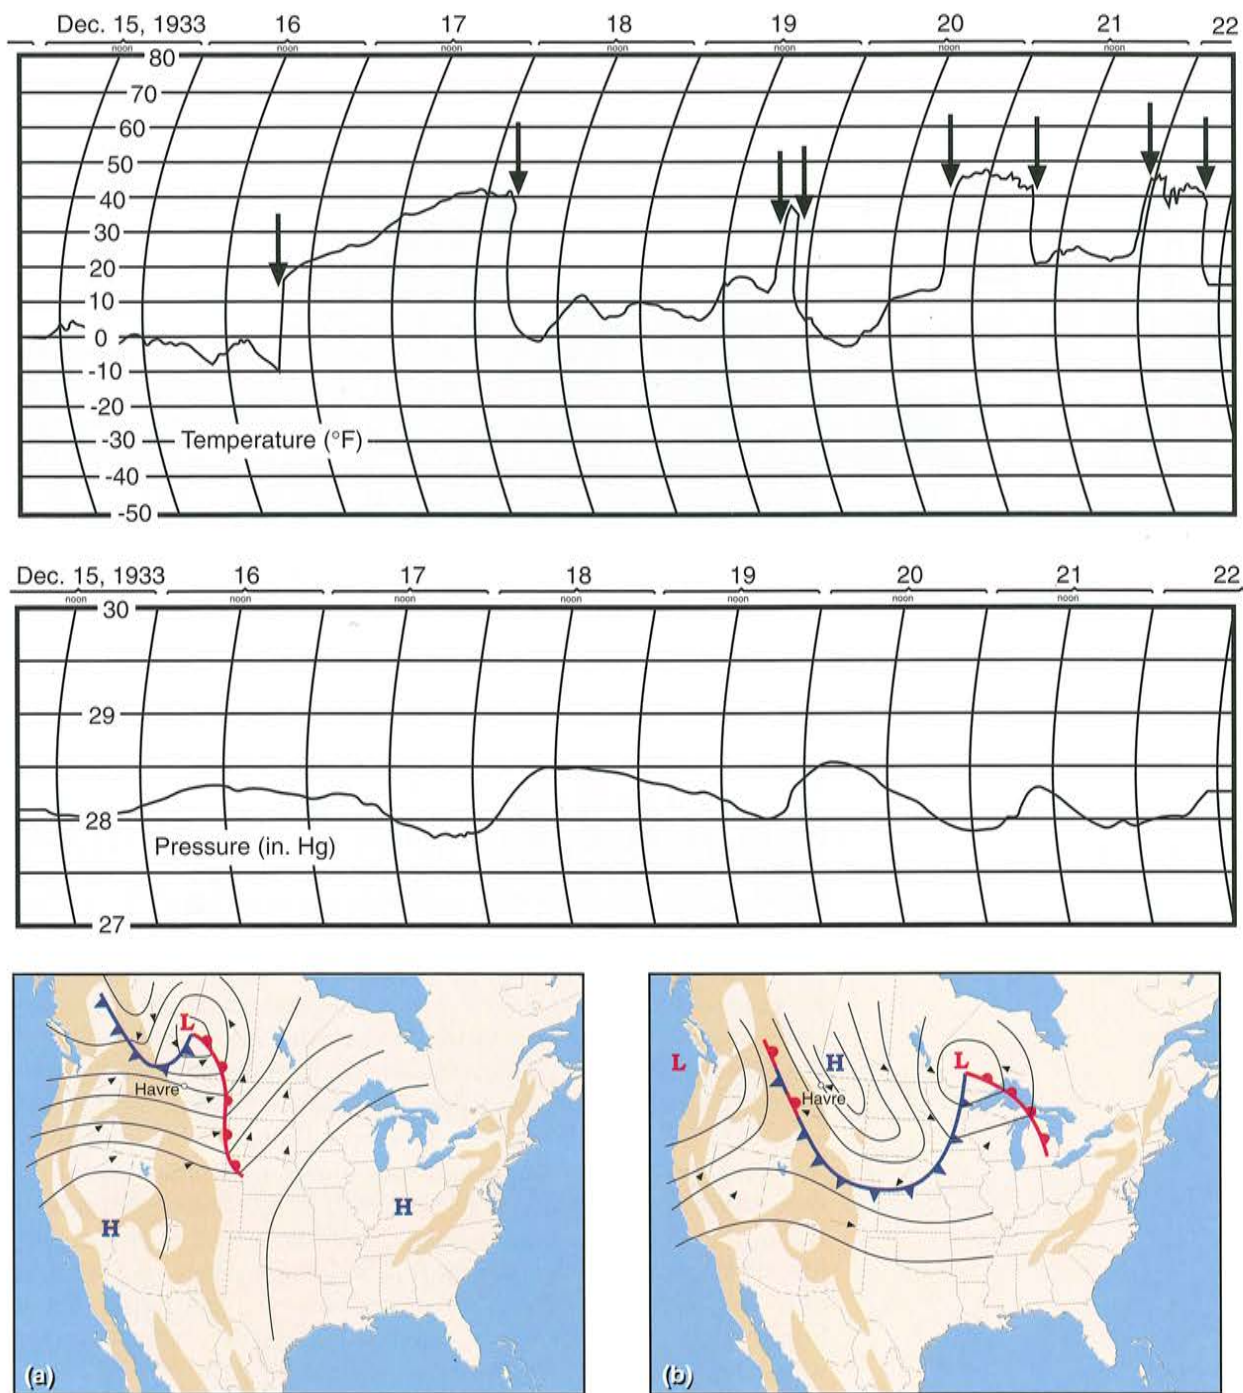 Dec. 15, 1933 16 17 18 19 20 21 22
noon noon noon noon noon noon noon
80
70
60
50
40
30
20
10
0
-10
-20
-30 Temperature (°F)
-40
-50
Dec. 15, 1933 16 17 18 19 20 21 22
noon noon noon noon noon noon noon
30
29
28
Pressure (in. Hg)
27
L
Havre
H
H
(a)
L
H
L
Havre
(b)